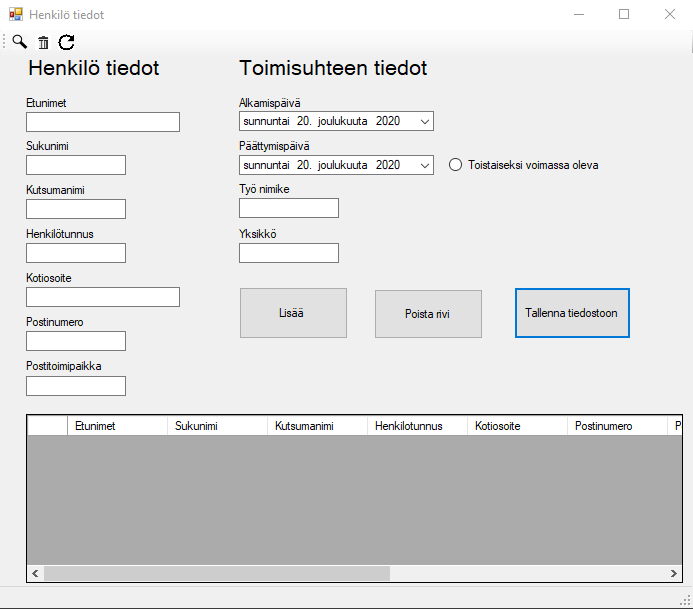 Henkilö tiedot
Henkilö tiedot
Toimisuhteen tiedot
Etunimet
Sukunimi
Kutsumanimi
Henkilötunnus
Kotiosoite
Postinumero
Postitoimipaikka
Alkamispäivä
sunnuntai 20. joulukuuta 2020
Päättymispäivä
sunnuntai 20. joulukuuta 2020
Toistaiseksi voimassa oleva
Työ nimike
Yksikkö
Lisää
Poista rivi
Tallenna tiedostoon
Etunimet Sukunimi Kutsumanimi Henkilotunnus Kotiosoite Postinumero P